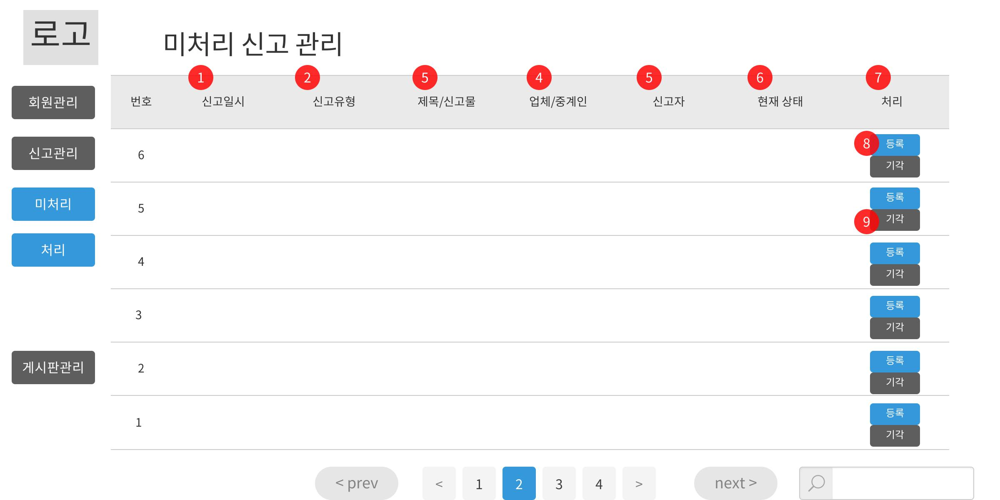 로고
미처리 신고 관리
1 2 5 4 5 6 7
번호 신고일시 신고유형 제목/신고물 업체/중계인 신고자 현재 상태 처리
회원관리
신고관리
미처리
처리
게시판관리
6 8 등록
기각
5 등록
9 기각
4 등록
기각
3 등록
기각
2 등록
기각
1 등록
기각
< prev < 1 2 3 4 > next >